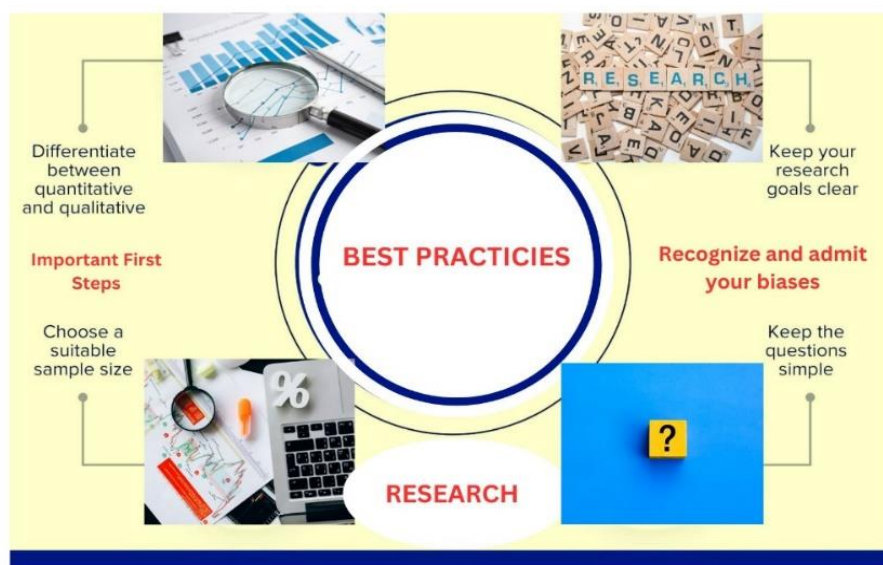 Differentiate
between
quantitative
and qualitative
Important First
Steps
Choose a
suitable
sample size
BEST PRACTICIES
RESEARCH
RESEARCH
Keep your
research
goals clear
Recognize and admit
your biases
Keep the
questions
simple
%
?